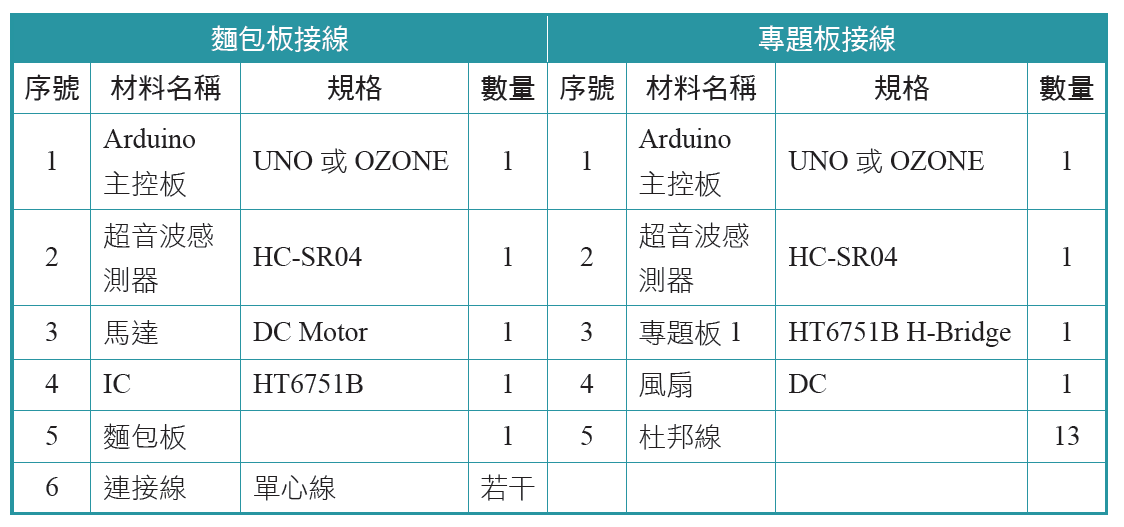 麵包板接線 專題板接線
序號 材料名稱 規格 數量 序號 材料名稱 規格 數量
1 Arduino 主控板 UNO 或 OZONE 1 1 Arduino 主控板 UNO 或 OZONE 1
2 超音波感測器 HC-SR04 1 2 超音波感測器 HC-SR04 1
3 馬達 DC Motor 1 3 專題板 1 HT6751B H-Bridge 1
4 IC HT6751B 1 4 風扇 DC 1
5 麵包板 1 5 杜邦線 13
6 連接線 單心線 若干